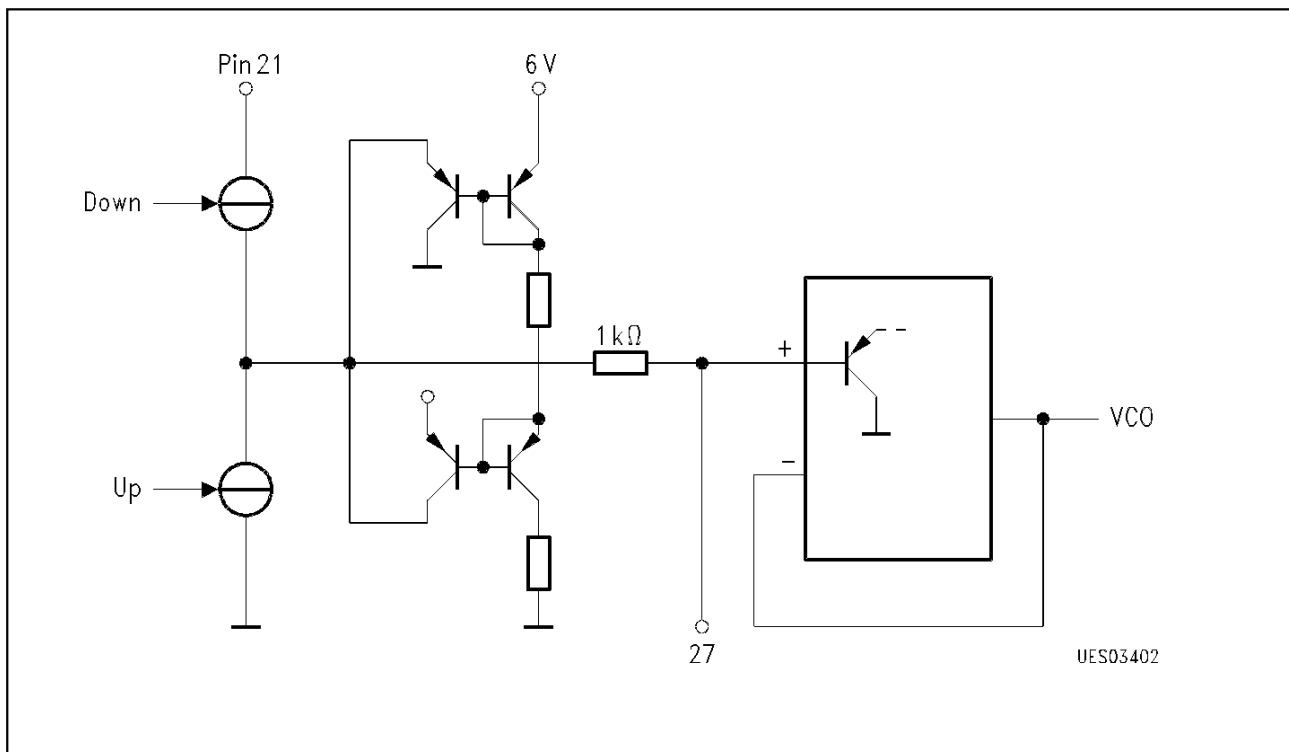 Pin 21
6 V
Down
1 kΩ
+
VCO
-
Up
27
UES03402